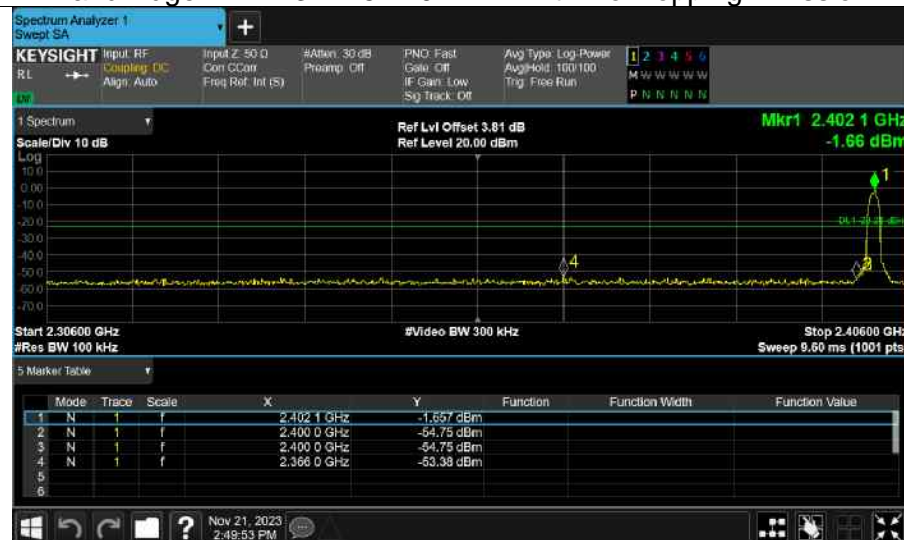 Spectrum Analyzer 1
Swept SA
+
KEYSIGHT
RL
Input: RF
Coupling: DC
Align: Auto
Input Z: 50 Ω
Corr CCorr
Freq Ref: Int (S)
#Atten: 30 dB
Preamp: Off
PNO: Fast
Gate: Off
IF Gain: Low
Sig Track: Off
Avg Type: Log-Power
Avg|Hold: 100/100
Trig: Free Run
1 2 3 4 5 6
M W W W W W
P N N N N N
1 Spectrum
Scale/Div 10 dB
Ref Lvl Offset 3.81 dB
Ref Level 20.00 dBm
Mkr1 2.402 1 GHz
-1.66 dBm
Log
10.0
0.00
-10.0
-20.0
-30.0
-40.0
-50.0
-60.0
-70.0
1
4
Start 2.30600 GHz
#Res BW 100 kHz
#Video BW 300 kHz
Stop 2.40600 GHz
Sweep 9.60 ms (1001 pts
5 Marker Table
Mode Trace Scale X Y Function Function Width Function Value
1 N 1 f 2.402 1 GHz -1.657 dBm
2 N 1 f 2.400 0 GHz -54.75 dBm
3 N 1 f 2.400 0 GHz -54.75 dBm
4 N 1 f 2.366 0 GHz -53.38 dBm
5
6
?
Nov 21, 2023
2:49:53 PM